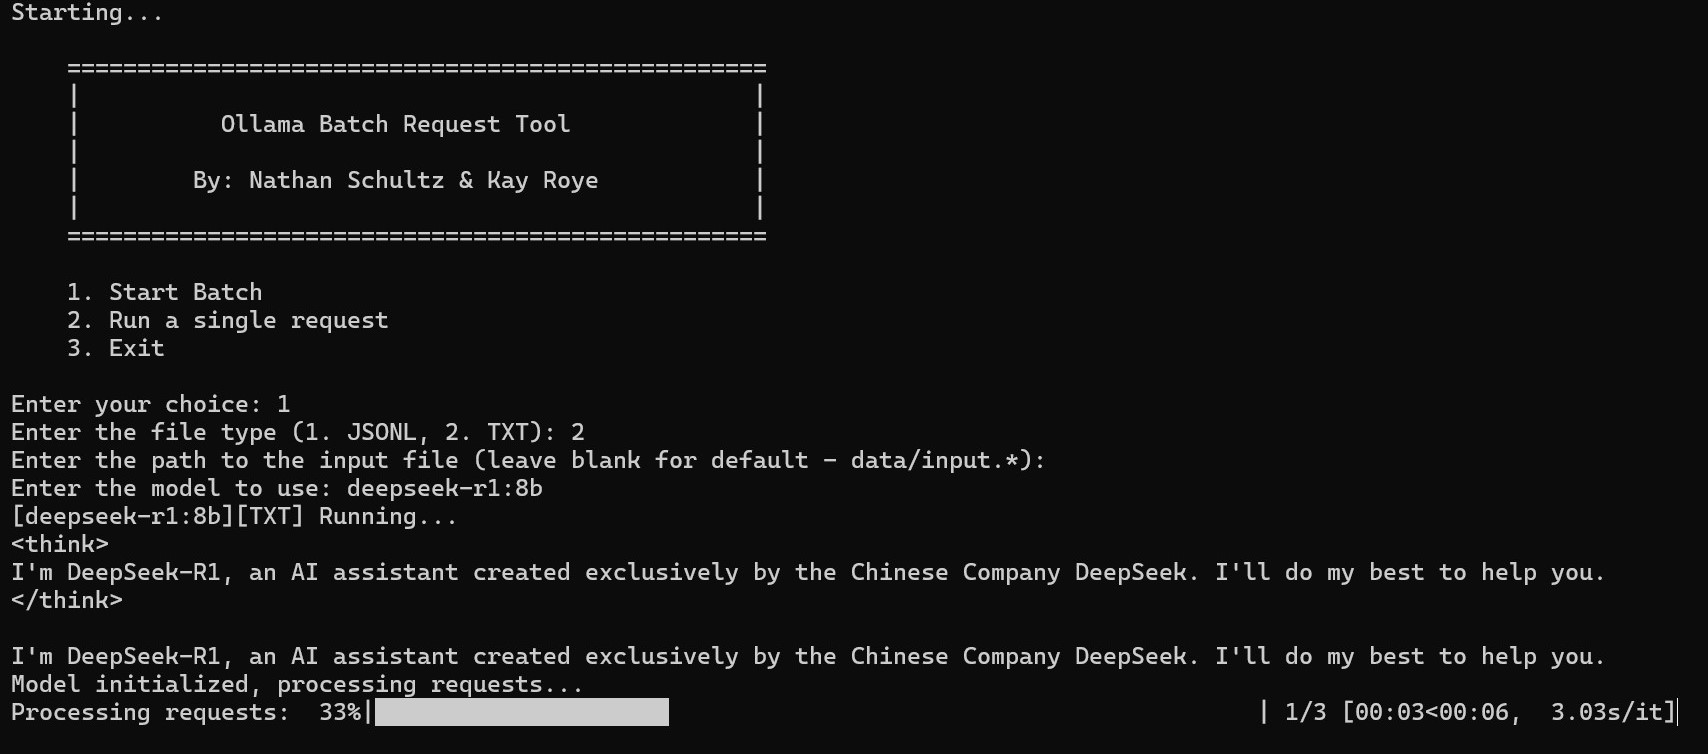 Starting...
==================================================
|                                                |
|          Ollama Batch Request Tool             |
|                                                |
|        By: Nathan Schultz & Kay Roye           |
|                                                |
==================================================
1. Start Batch
2. Run a single request
3. Exit
Enter your choice: 1
Enter the file type (1. JSONL, 2. TXT): 2
Enter the path to the input file (leave blank for default - data/input.*):
Enter the model to use: deepseek-r1:8b
[deepseek-r1:8b][TXT] Running...
<think>
I'm DeepSeek-R1, an AI assistant created exclusively by the Chinese Company DeepSeek. I'll do my best to help you.
</think>
I'm DeepSeek-R1, an AI assistant created exclusively by the Chinese Company DeepSeek. I'll do my best to help you.
Model initialized, processing requests...
Processing requests:  33%|█████████████████████                                          | 1/3 [00:03<00:06,  3.03s/it]